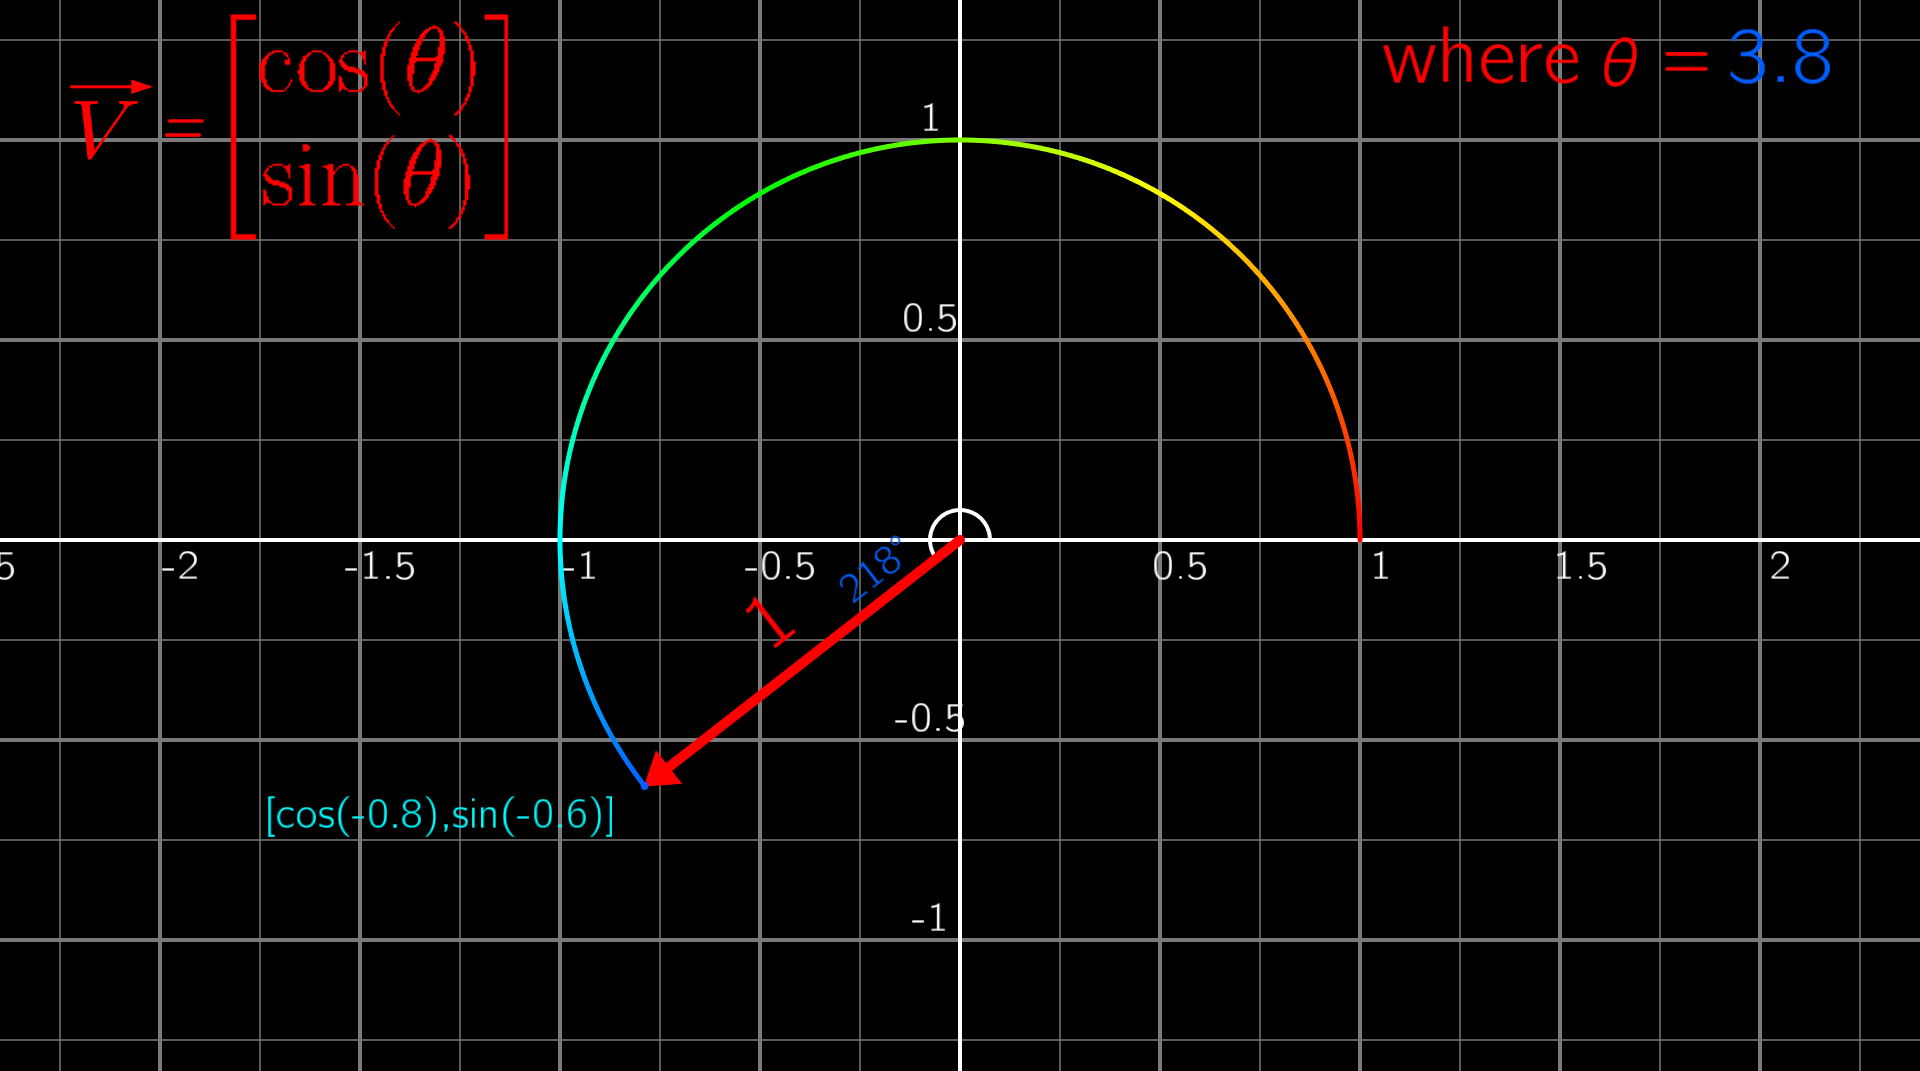 V = [cos(θ)
sin(θ)]
where θ = 3.8
1
0.5
5 -2 -1.5 -1 -0.5 0.5 1 1.5 2
218°
1
-0.5
[cos(-0.8),sin(-0.6)]
-1